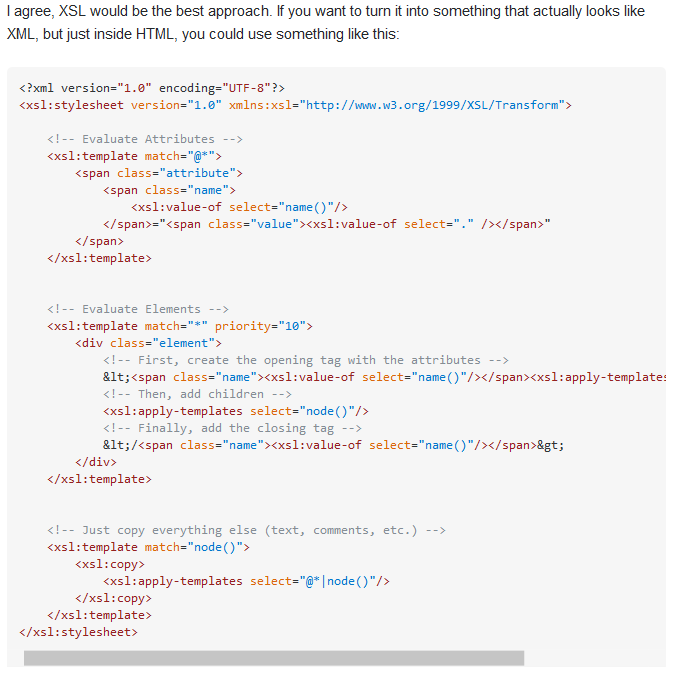 I agree, XSL would be the best approach. If you want to turn it into something that actually looks like
XML, but just inside HTML, you could use something like this:
<?xml version="1.0" encoding="UTF-8"?>
<xsl:stylesheet version="1.0" xmlns:xsl="http://www.w3.org/1999/XSL/Transform">
    <!-- Evaluate Attributes -->
    <xsl:template match="@*">
        <span class="attribute">
            <span class="name">
                <xsl:value-of select="name()"/>
            </span>="<span class="value"><xsl:value-of select="." /></span>"
        </span>
    </xsl:template>
    <!-- Evaluate Elements -->
    <xsl:template match="*" priority="10">
        <div class="element">
            <!-- First, create the opening tag with the attributes -->
            &lt;<span class="name"><xsl:value-of select="name()"/></span><xsl:apply-templates
            <!-- Then, add children -->
            <xsl:apply-templates select="node()"/>
            <!-- Finally, add the closing tag -->
            &lt;/<span class="name"><xsl:value-of select="name()"/></span>&gt;
        </div>
    </xsl:template>
    <!-- Just copy everything else (text, comments, etc.) -->
    <xsl:template match="node()">
        <xsl:copy>
            <xsl:apply-templates select="@*|node()"/>
        </xsl:copy>
    </xsl:template>
</xsl:stylesheet>